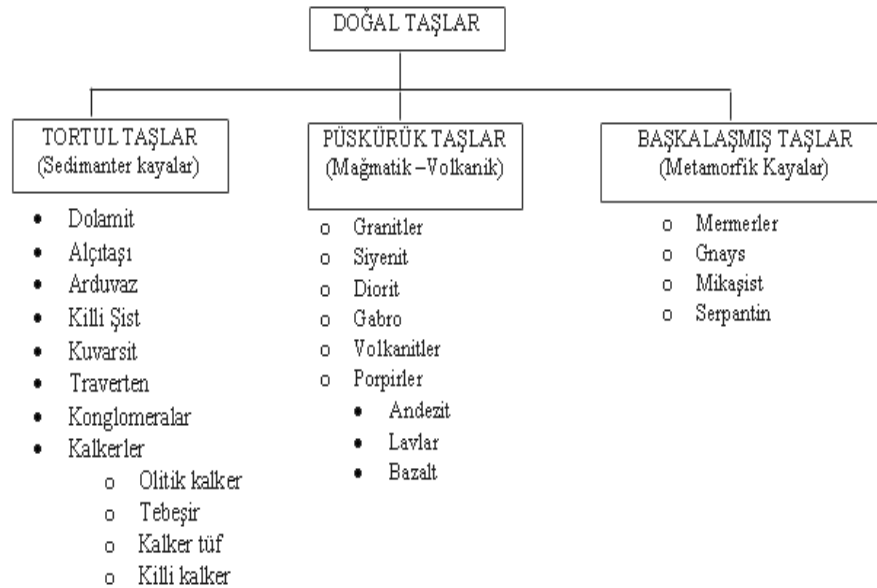 DOĞAL TAŞLAR
TORTUL TAŞLAR
(Sedimanter kayalar)
Dolamit
Alçıtaşı
Arduvaz
Killi Şist
Kuvarsit
Traverten
Konglomeralar
Kalkerler
Olitik kalker
Tebeşir
Kalker tüf
Killi kalker
PÜSKÜRÜK TAŞLAR
(Mağmatik –Volkanik)
Granitler
Siyenit
Diorit
Gabro
Volkanitler
Porpirler
Andezit
Lavlar
Bazalt
BAŞKALAŞMIŞ TAŞLAR
(Metamorfik Kayalar)
Mermerler
Gnays
Mikaşist
Serpantin